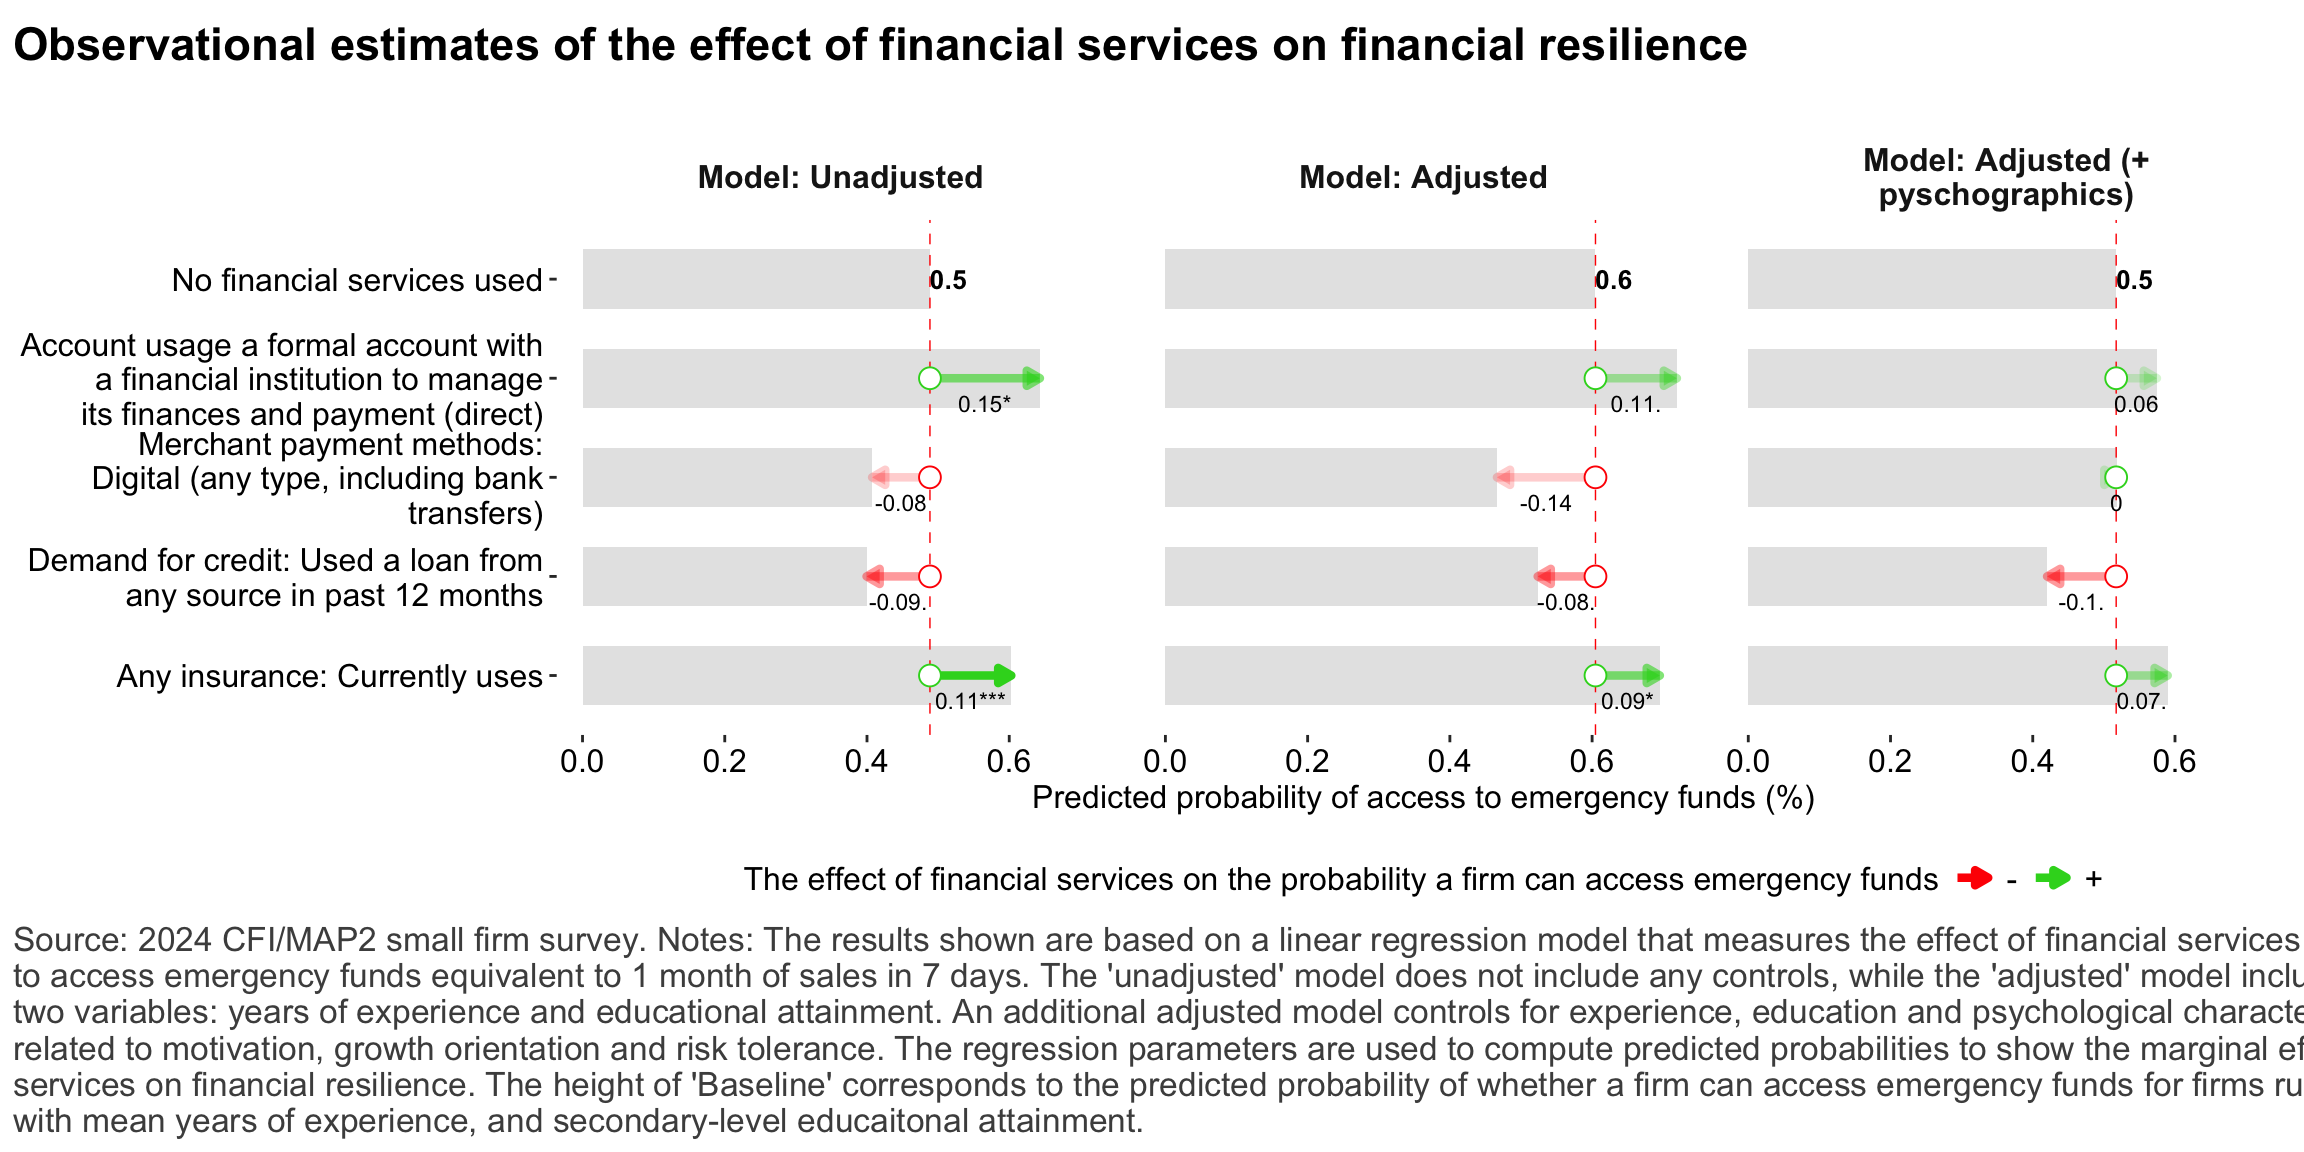 Observational estimates of the effect of financial services on financial resilience
Model: Unadjusted
Model: Adjusted
Model: Adjusted (+
pyschographics)
No financial services used
0.5
0.6
0.5
Account usage a formal account with
a financial institution to manage
its finances and payment (direct)
0.15*
0.11.
0.06
Merchant payment methods:
Digital (any type, including bank
transfers)
-0.08
-0.14
0
Demand for credit: Used a loan from
any source in past 12 months
-0.09.
-0.08.
-0.1.
Any insurance: Currently uses
0.11***
0.09*
0.07.
0.0 0.2 0.4 0.6
0.0 0.2 0.4 0.6
0.0 0.2 0.4 0.6
Predicted probability of access to emergency funds (%)
The effect of financial services on the probability a firm can access emergency funds - +
Source: 2024 CFI/MAP2 small firm survey. Notes: The results shown are based on a linear regression model that measures the effect of financial services
to access emergency funds equivalent to 1 month of sales in 7 days. The 'unadjusted' model does not include any controls, while the 'adjusted' model
two variables: years of experience and educational attainment. An additional adjusted model controls for experience, education and psychological
related to motivation, growth orientation and risk tolerance. The regression parameters are used to compute predicted probabilities to show the marginal
services on financial resilience. The height of 'Baseline' corresponds to the predicted probability of whether a firm can access emergency funds for firms
with mean years of experience, and secondary-level educaitonal attainment.